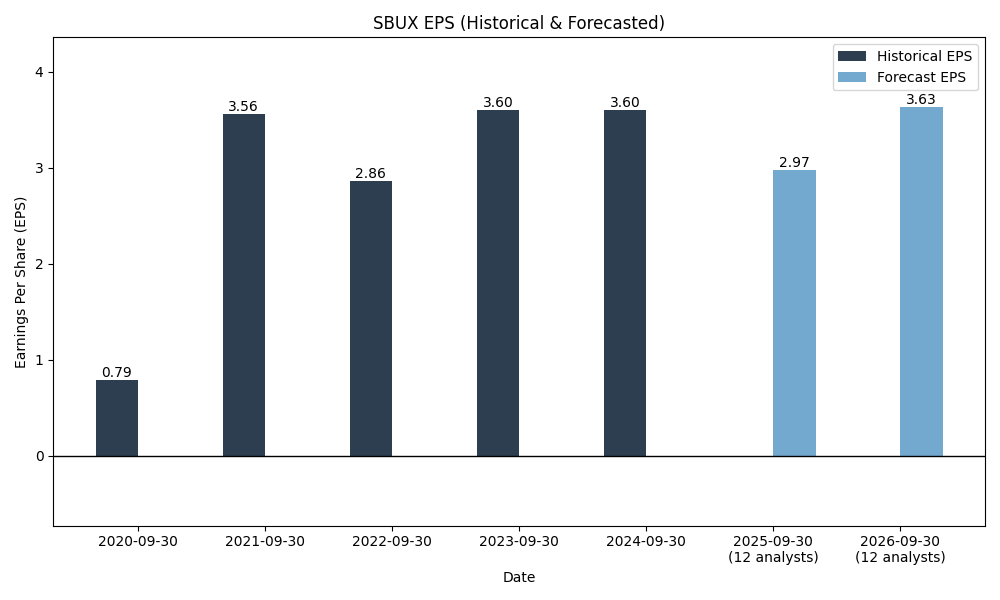 SBUX EPS (Historical & Forecasted)
Historical EPS
Forecast EPS
Earnings Per Share (EPS)
4
3
2
1
0
0.79
3.56
2.86
3.60
3.60
2.97
3.63
2020-09-30
2021-09-30
2022-09-30
2023-09-30
2024-09-30
2025-09-30
(12 analysts)
2026-09-30
(12 analysts)
Date